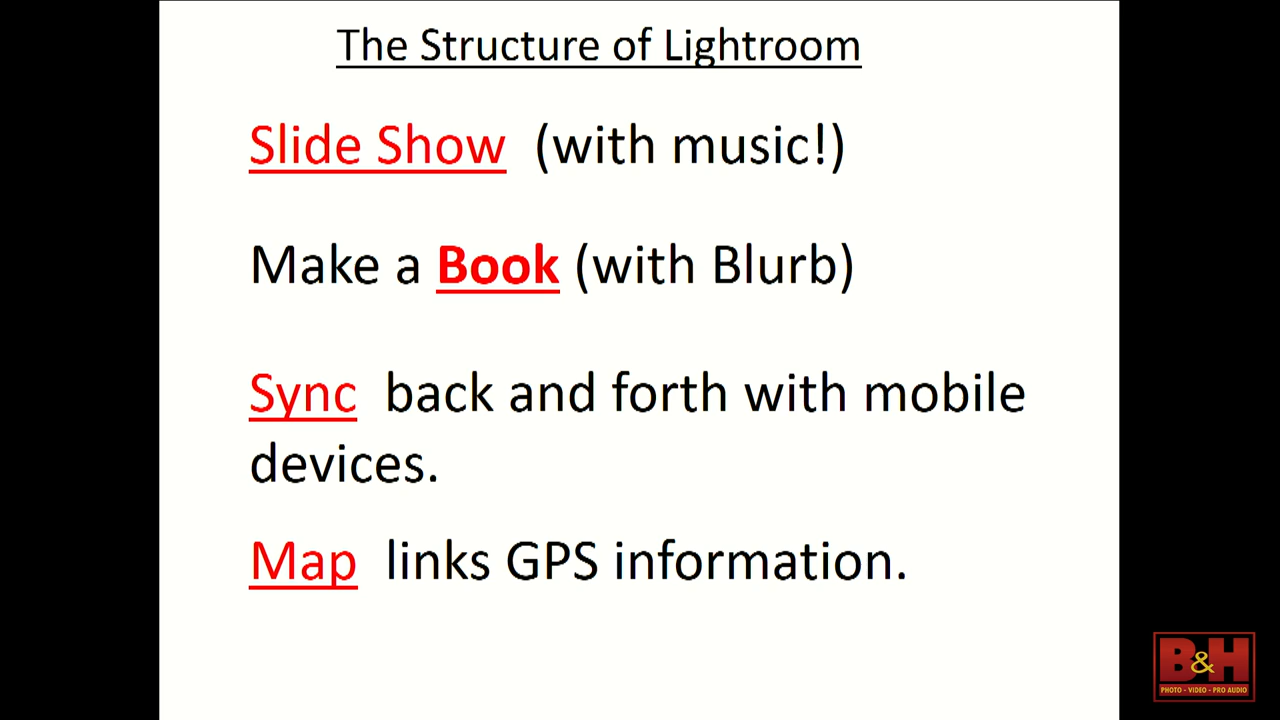 The Structure of Lightroom
Slide Show (with music!)
Make a Book (with Blurb)
Sync back and forth with mobile
devices.
Map links GPS information.
B&H
PHOTO - VIDEO - PRO AUDIO